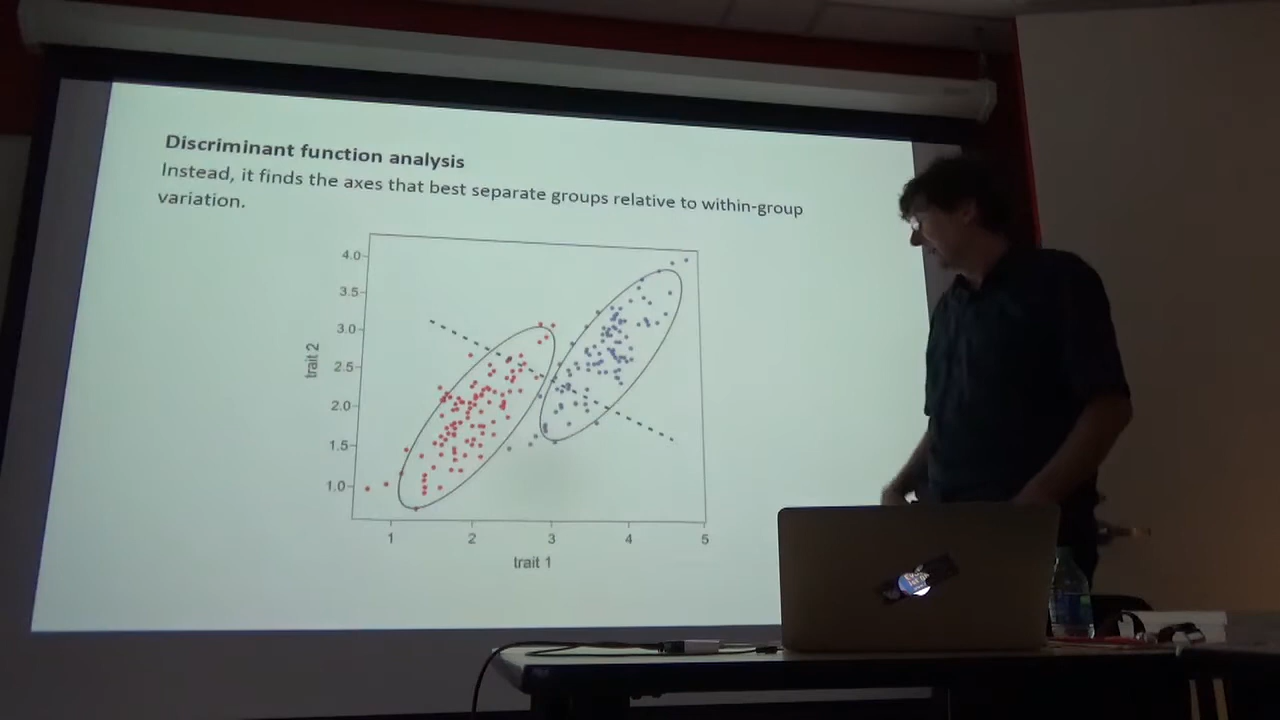 Discriminant function analysis
Instead, it finds the axes that best separate groups relative to within-group
variation.
4.0
3.5
3.0
2.5
2.0
1.5
1.0
trait 2
1 2 3 4 5
trait 1